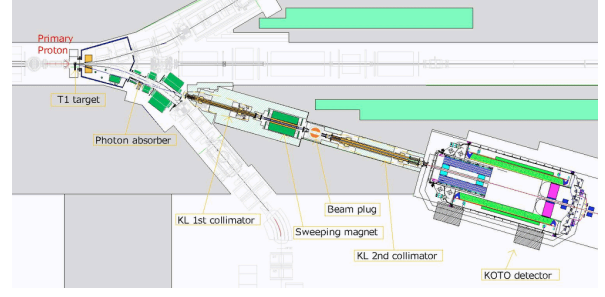 Primary
Proton
T1 target
Photon absorber
KL 1st collimator
Beam plug
Sweeping magnet
KL 2nd collimator
KOTO detector